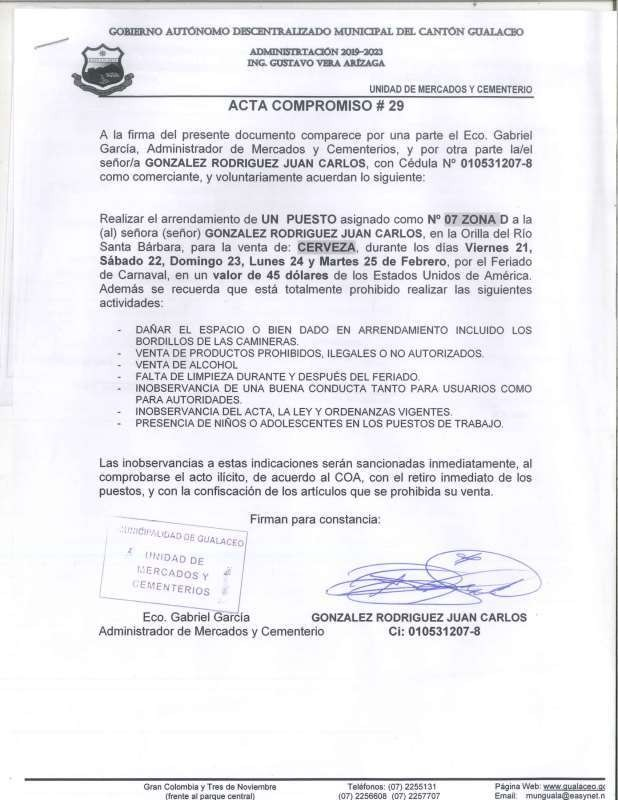 GOBIERNO AUTÓNOMO DESCENTRALIZADO MUNICIPAL DEL CANTÓN GUALACEO
ADMINISTRTACIÓN 2019-2023
ING. GUSTAVO VERA ARÍZAGA
UNIDAD DE MERCADOS Y CEMENTERIO
ACTA COMPROMISO # 29
A la firma del presente documento comparece por una parte el Eco. Gabriel
García, Administrador de Mercados y Cementerios, y por otra parte la/el
señor/a GONZALEZ RODRIGUEZ JUAN CARLOS, con Cédula Nº 010531207-8
como comerciante, y voluntariamente acuerdan lo siguiente:
Realizar el arrendamiento de UN PUESTO asignado como Nº 07 ZONA D a la
(al) señora (señor) GONZALEZ RODRIGUEZ JUAN CARLOS, en la Orilla del Río
Santa Bárbara, para la venta de: CERVEZA, durante los días Viernes 21,
Sábado 22, Domingo 23, Lunes 24 y Martes 25 de Febrero, por el Feriado
de Carnaval, en un valor de 45 dólares de los Estados Unidos de América.
Además se recuerda que está totalmente prohibido realizar las siguientes
actividades:
- DAÑAR EL ESPACIO O BIEN DADO EN ARRENDAMIENTO INCLUIDO LOS
BORDILLOS DE LAS CAMINERAS.
- VENTA DE PRODUCTOS PROHIBIDOS, ILEGALES O NO AUTORIZADOS.
- VENTA DE ALCOHOL
- FALTA DE LIMPIEZA DURANTE Y DESPUÉS DEL FERIADO.
- INOBSERVANCIA DE UNA BUENA CONDUCTA TANTO PARA USUARIOS COMO
PARA AUTORIDADES.
- INOBSERVANCIA DEL ACTA, LA LEY Y ORDENANZAS VIGENTES.
- PRESENCIA DE NIÑOS O ADOLESCENTES EN LOS PUESTOS DE TRABAJO.
Las inobservancias a estas indicaciones serán sancionadas inmediatamente, al
comprobarse el acto ilícito, de acuerdo al COA, con el retiro inmediato de los
puestos, y con la confiscación de los artículos que se prohibida su venta.
Firman para constancia:
MUNICIPALIDAD DE GUALACEO
UNIDAD DE
MERCADOS Y
CEMENTERIOS
Eco. Gabriel García
Administrador de Mercados y Cementerio
GONZALEZ RODRIGUEZ JUAN CARLOS
Ci: 010531207-8
Gran Colombia y Tres de Noviembre
(frente al parque central)
Teléfonos: (07) 2255131
(07) 2256608 (07) 2257707
Página Web: www.gualaceo.go
Email: munguala@easynet.n